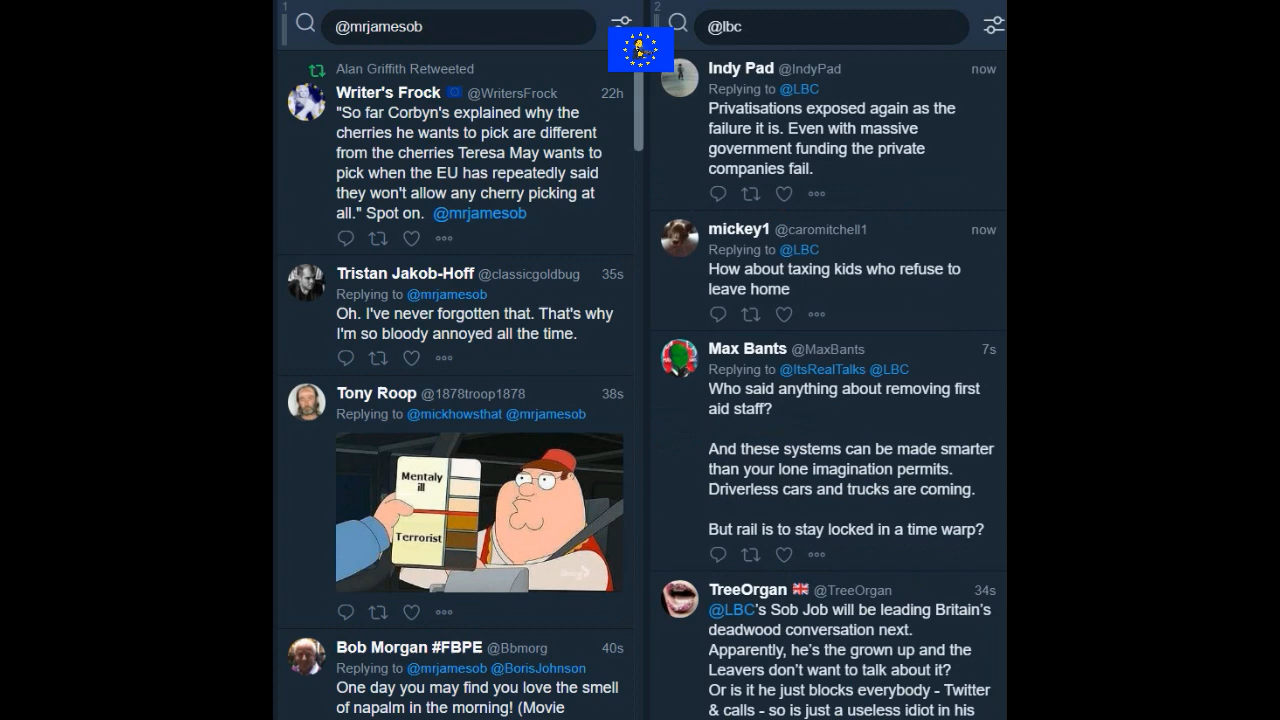 1
@mrjamesob
Alan Griffith Retweeted
Writer's Frock @WritersFrock 22h
"So far Corbyn's explained why the
cherries he wants to pick are different
from the cherries Teresa May wants to
pick when the EU has repeatedly said
they won't allow any cherry picking at
all." Spot on. @mrjamesob
Tristan Jakob-Hoff @classicgoldbug 35s
Replying to @mrjamesob
Oh. I've never forgotten that. That's why
I'm so bloody annoyed all the time.
Tony Roop @1878troop1878 38s
Replying to @mickhowsthat @mrjamesob
Mentaly
ill
Terrorist
Bob Morgan #FBPE @Bbmorg 40s
Replying to @mrjamesob @BorisJohnson
One day you may find you love the smell
of napalm in the morning! (Movie
2
@lbc
Indy Pad @IndyPad now
Replying to @LBC
Privatisations exposed again as the
failure it is. Even with massive
government funding the private
companies fail.
mickey1 @caromitchell1 now
Replying to @LBC
How about taxing kids who refuse to
leave home
Max Bants @MaxBants 7s
Replying to @ItsRealTalks @LBC
Who said anything about removing first
aid staff?
And these systems can be made smarter
than your lone imagination permits.
Driverless cars and trucks are coming.
But rail is to stay locked in a time warp?
TreeOrgan 🇬🇧 @TreeOrgan 34s
@LBC's Sob Job will be leading Britain's
deadwood conversation next.
Apparently, he's the grown up and the
Leavers don't want to talk about it?
Or is it he just blocks everybody - Twitter
& calls - so is just a useless idiot in his